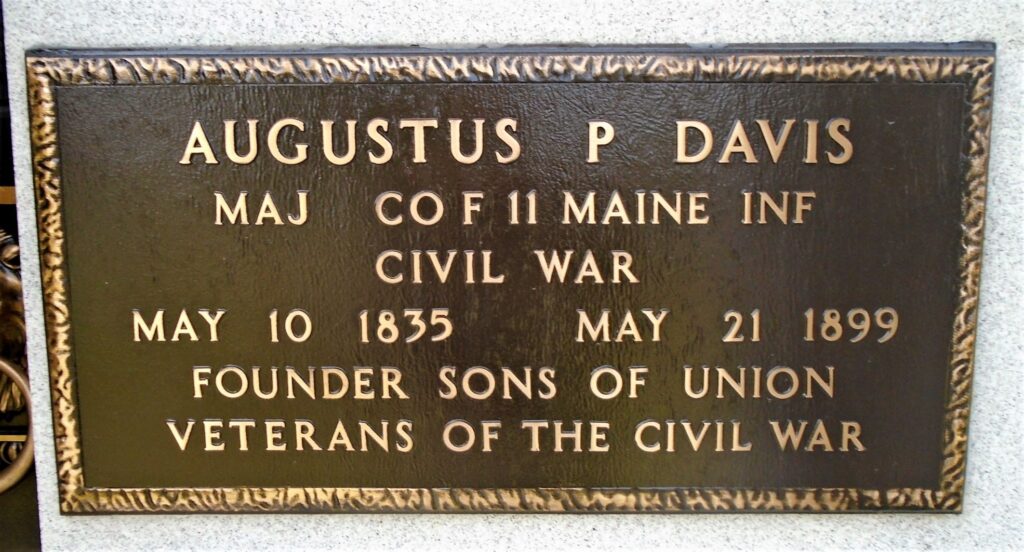 AUGUSTUS P DAVIS
MAJ CO F 11 MAINE INF
CIVIL WAR
MAY 10 1835 MAY 21 1899
FOUNDER SONS OF UNION
VETERANS OF THE CIVIL WAR